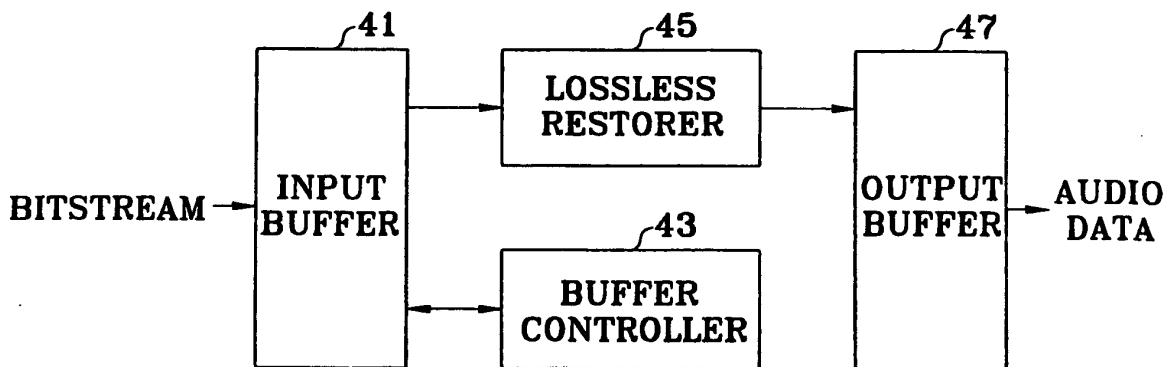 41
45
47
LOSSLESS
RESTORER
BITSTREAM
INPUT
BUFFER
OUTPUT
BUFFER
AUDIO
DATA
43
BUFFER
CONTROLLER